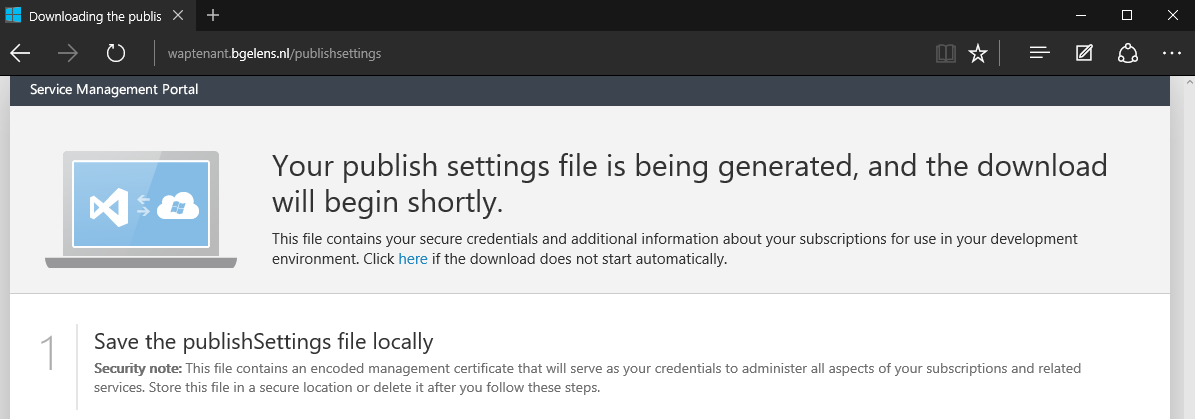 Downloading the publis
waptenant.bgelens.nl/publishsettings
Service Management Portal
Your publish settings file is being generated, and the download
will begin shortly.
This file contains your secure credentials and additional information about your subscriptions for use in your development
environment. Click here if the download does not start automatically.
1
Save the publishSettings file locally
Security note: This file contains an encoded management certificate that will serve as your credentials to administer all aspects of your subscriptions and related
services. Store this file in a secure location or delete it after you follow these steps.